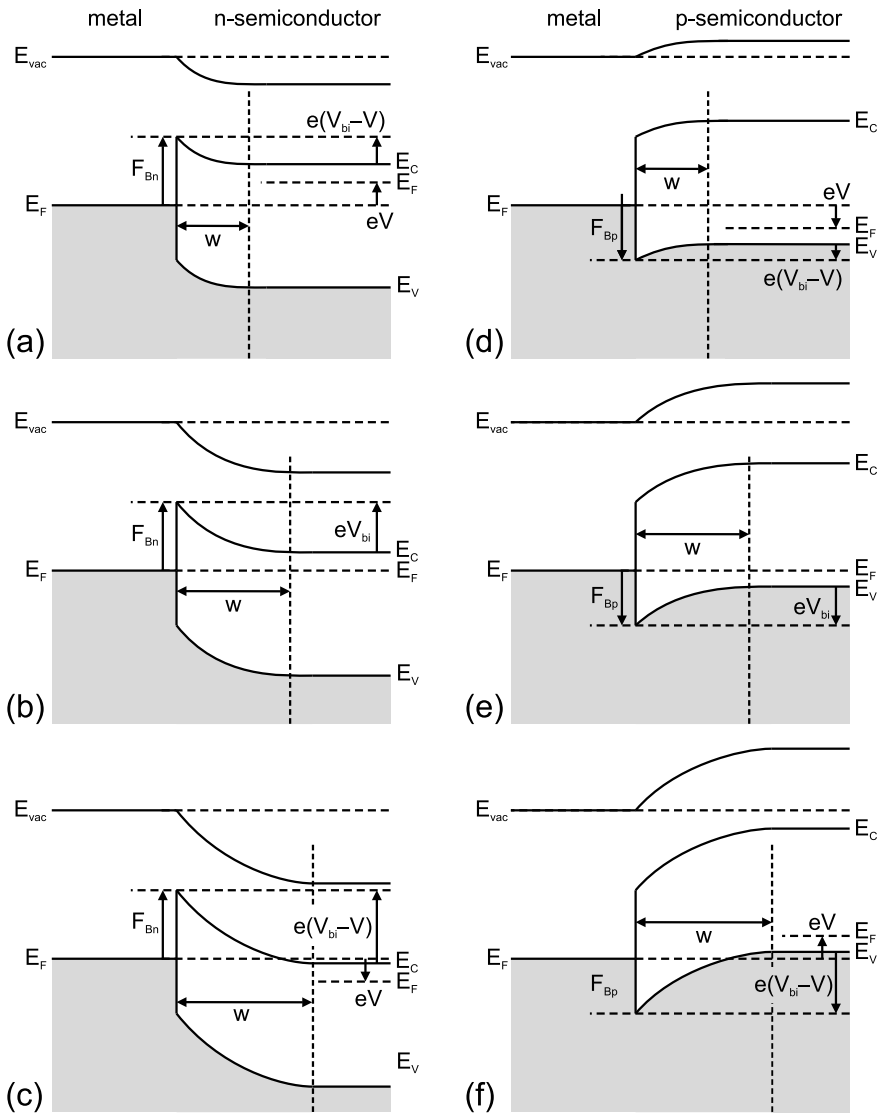 metal n-semiconductor
E_vac
e(V_bi–V)
F_Bn
E_C
E_F
E_F
eV
w
E_V
(a)
E_vac
F_Bn
eV_bi
E_C
E_F
E_F
w
E_V
(b)
E_vac
F_Bn
e(V_bi–V)
E_F
E_C
E_F
eV
w
E_V
(c)
metal p-semiconductor
E_vac
E_C
w
eV
E_F
F_Bp
E_F
E_V
e(V_bi–V)
(d)
E_vac
E_C
w
E_F
E_F
F_Bp
E_V
eV_bi
(e)
E_vac
E_C
w
eV
E_F
E_F
E_V
F_Bp
e(V_bi–V)
(f)